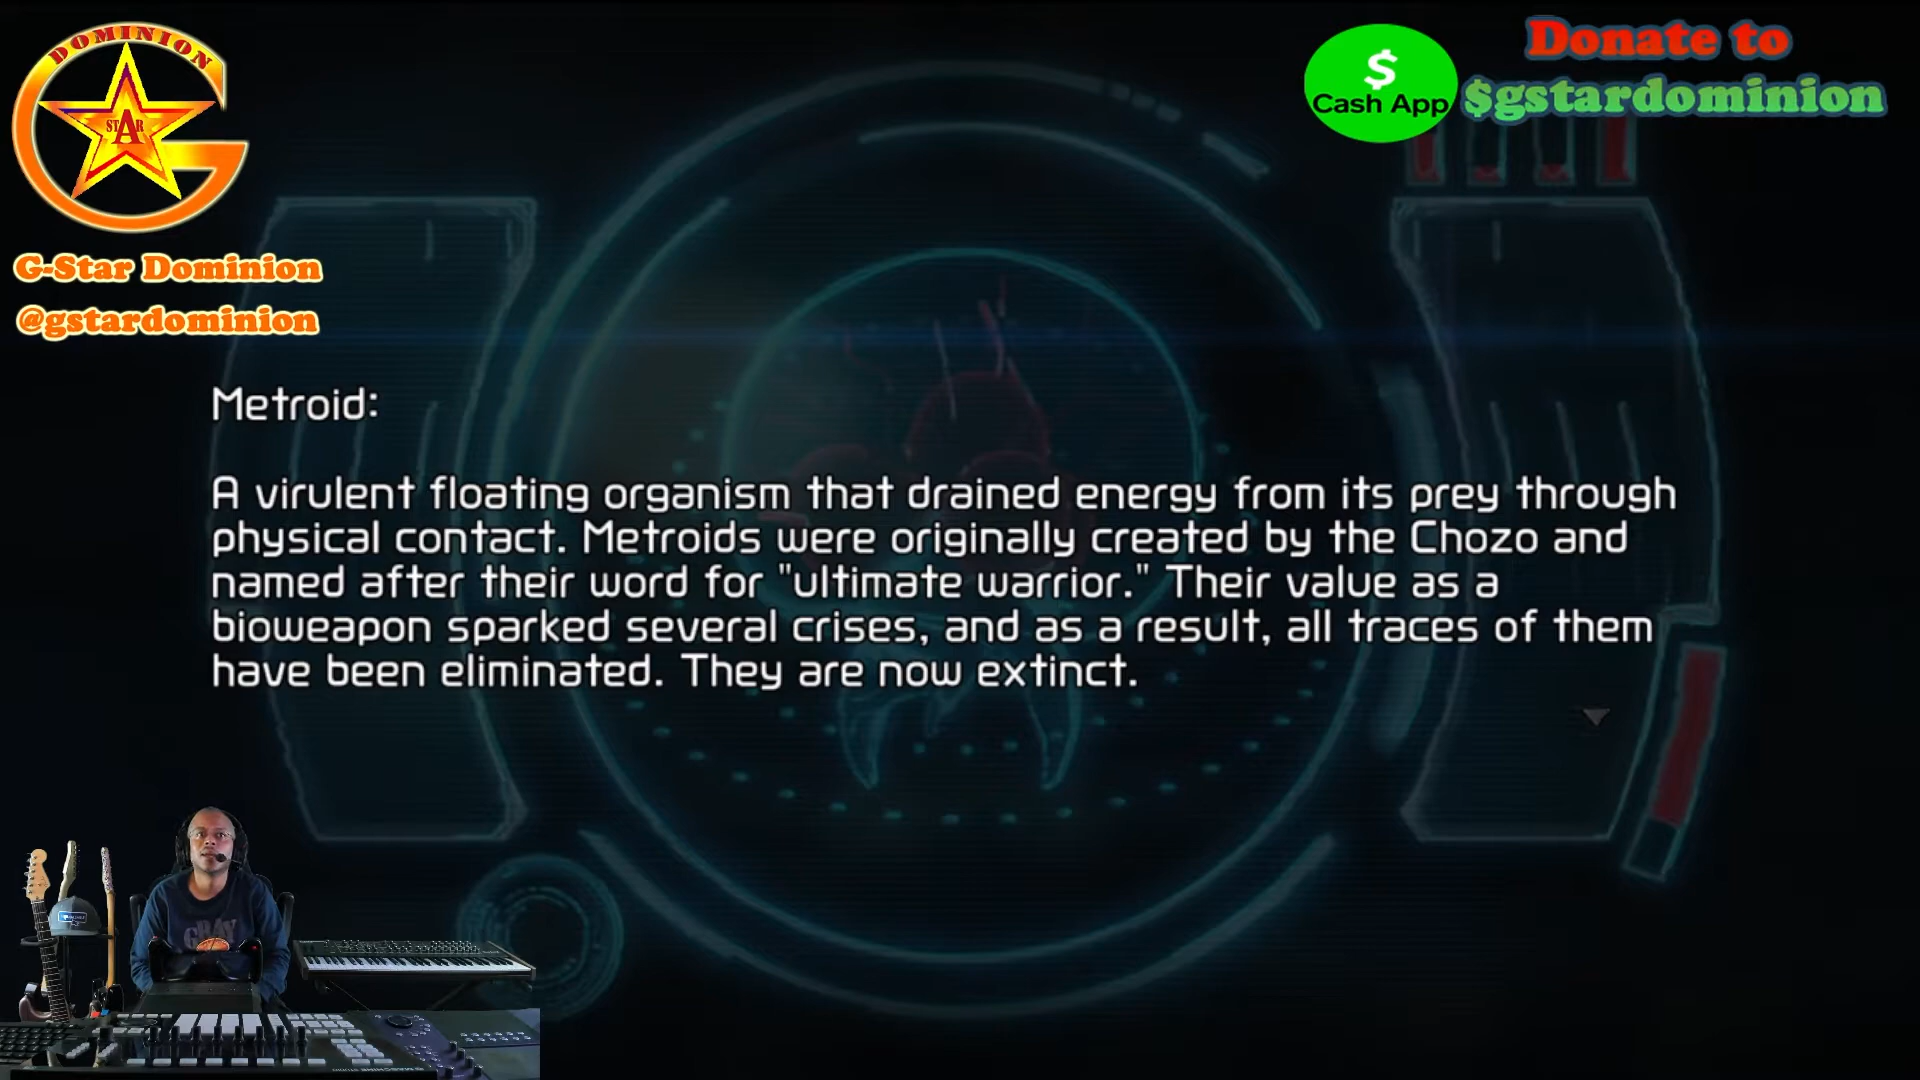 DOMINION
STAR
G-Star Dominion
@gstardominion
$
Cash App
Donate to
$gstardominion
Metroid:
A virulent floating organism that drained energy from its prey through
physical contact. Metroids were originally created by the Chozo and
named after their word for "ultimate warrior." Their value as a
bioweapon sparked several crises, and as a result, all traces of them
have been eliminated. They are now extinct.
GRAY